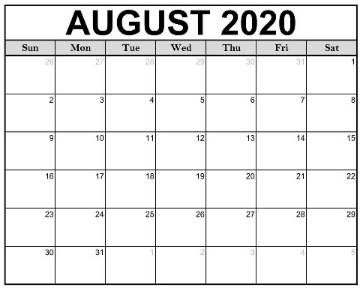 AUGUST 2020
Sun Mon Tue Wed Thu Fri Sat
26 27 28 29 30 31 1
2 3 4 5 6 7 8
9 10 11 12 13 14 15
16 17 18 19 20 21 22
23 24 25 26 27 28 29
30 31 1 2 3 4 5